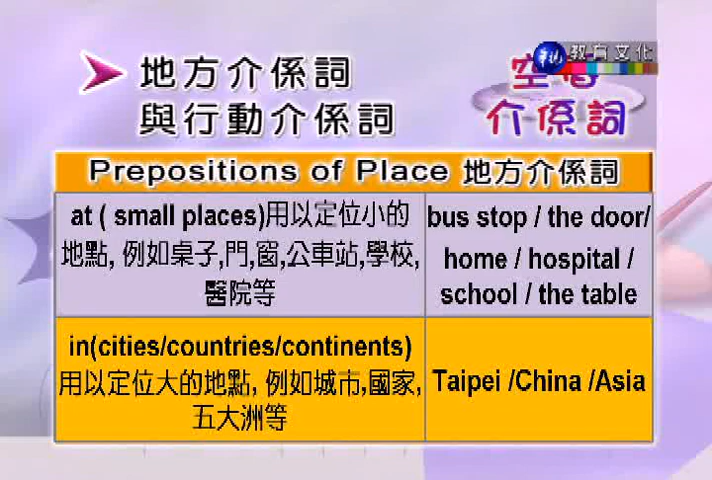 地方介係詞
與行動介係詞
空間
介係詞
華視
教育文化
Prepositions of Place 地方介係詞
at ( small places)用以定位小的
地點, 例如桌子,門,窗,公車站,學校,
醫院等
bus stop / the door/
home / hospital /
school / the table
in(cities/countries/continents)
用以定位大的地點, 例如城市,國家,
五大洲等
Taipei /China /Asia